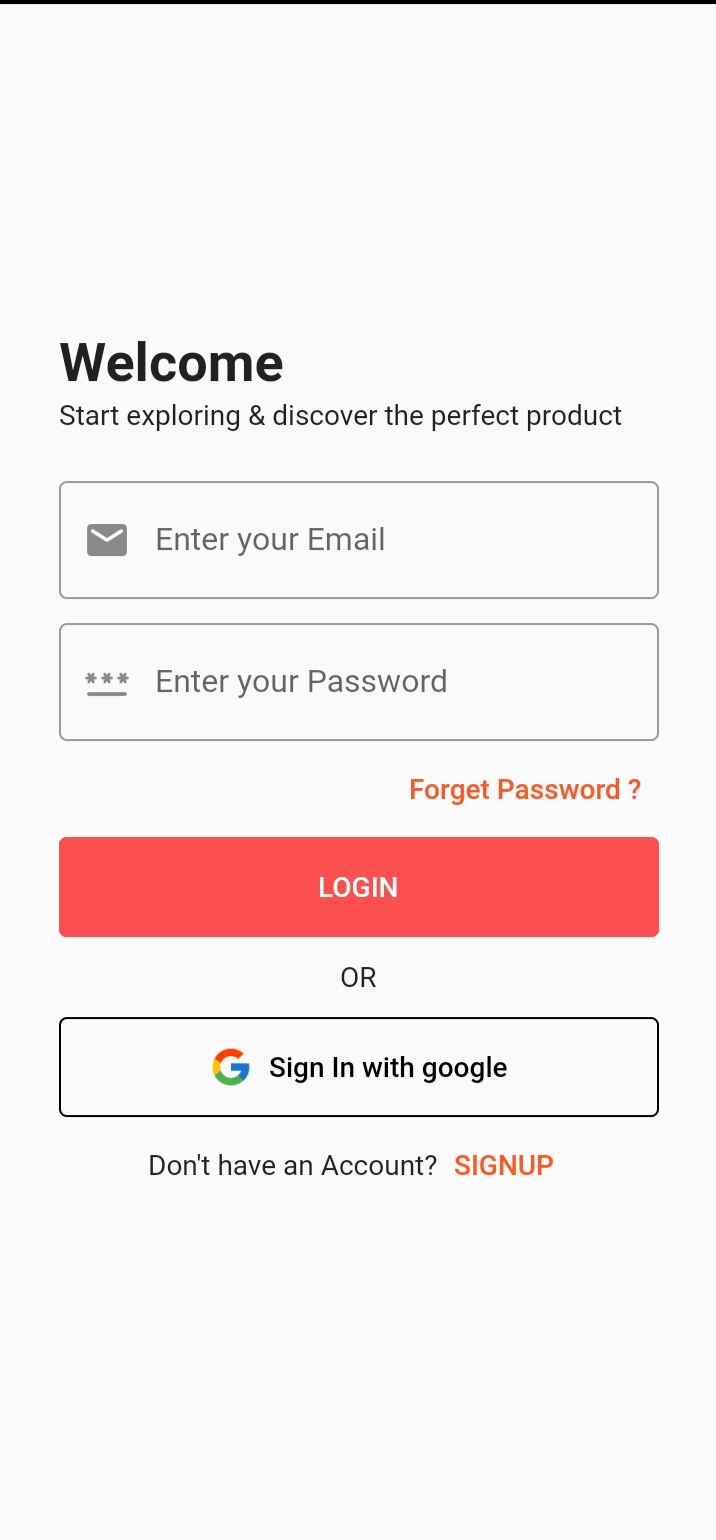 Welcome
Start exploring & discover the perfect product
Enter your Email
*** Enter your Password
Forget Password ?
LOGIN
OR
Sign In with google
Don't have an Account? SIGNUP